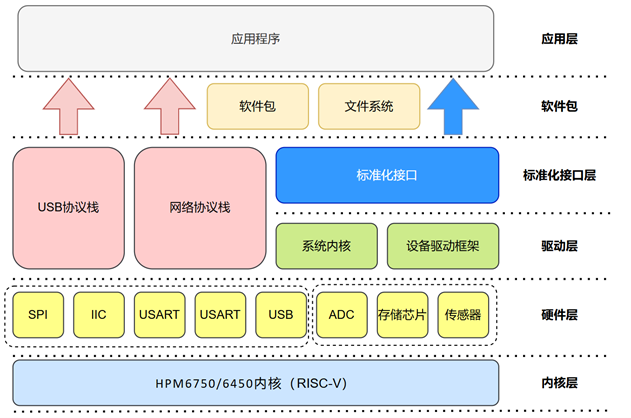 应用程序
应用层
软件包
文件系统
软件包
USB协议栈
网络协议栈
标准化接口
标准化接口层
系统内核
设备驱动框架
驱动层
SPI
IIC
USART
USART
USB
ADC
存储芯片
传感器
硬件层
HPM6750/6450内核（RISC-V）
内核层